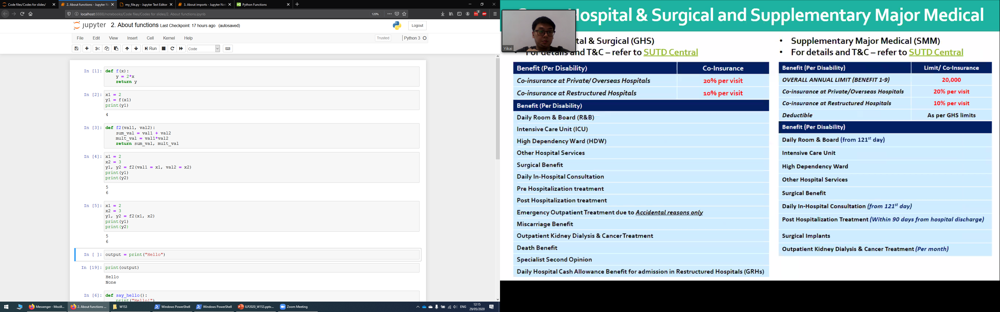 Code files/Codes for slides/
2. About functions - Jupyter N
my_file.py - Jupyter Text Editor
3. About imports - Jupyter Not
Python Functions
localhost:8888/notebooks/Code files/Codes for slides/2. About functions.ipynb
120%
2
ABP
jupyter 2. About functions Last Checkpoint: 17 hours ago (autosaved)
Logout
File Edit View Insert Cell Kernel Help
Trusted
Python 3
Run
Code
In [1]: def f(x):
y = 2*x
return y
In [2]: x1 = 2
y1 = f(x1)
print(y1)
4
In [3]: def f2(val1, val2):
sum_val = val1 + val2
mult_val = val1*val2
return sum_val, mult_val
In [4]: x1 = 2
x2 = 3
y1, y2 = f2(val1 = x1, val2 = x2)
print(y1)
print(y2)
5
6
In [5]: x1 = 2
x2 = 3
y1, y2 = f2(x1, x2)
print(y1)
print(y2)
5
6
In [ ]: output = print("Hello")
In [19]: print(output)
Hello
None
In [6]: def say_hello():
print("Hello!")
Messenger - Mozill...
2. About functions ...
W1S3
Windows PowerShell
Windows PowerShell
ILP2020_W1S3.pptx...
Zoom Meeting
ENG
12:15
29/05/2020
Hospital & Surgical and Supplementary Major Medical
Yikai
tal & Surgical (GHS)
For details and T&C – refer to SUTD Central
Benefit (Per Disability) Co-Insurance
Co-insurance at Private/Overseas Hospitals 20% per visit
Co-insurance at Restructured Hospitals 10% per visit
Benefit (Per Disability)
Daily Room & Board (R&B)
Intensive Care Unit (ICU)
High Dependency Ward (HDW)
Other Hospital Services
Surgical Benefit
Daily In-Hospital Consultation
Pre Hospitalization treatment
Post Hospitalization treatment
Emergency Outpatient Treatment due to Accidental reasons only
Miscarriage Benefit
Outpatient Kidney Dialysis & Cancer Treatment
Death Benefit
Specialist Second Opinion
Daily Hospital Cash Allowance Benefit for admission in Restructured Hospitals (GRHs)
• Supplementary Major Medical (SMM)
• For details and T&C – refer to SUTD Central
Benefit (Per Disability) Limit/ Co-Insurance
OVERALL ANNUAL LIMIT (BENEFIT 1-9) 20,000
Co-insurance at Private/Overseas Hospitals 20% per visit
Co-insurance at Restructured Hospitals 10% per visit
Deductible As per GHS limits
Benefit (Per Disability)
Daily Room & Board (from 121st day)
Intensive Care Unit
High Dependency Ward
Other Hospital Services
Surgical Benefit
Daily In-Hospital Consultation (from 121st day)
Post Hospitalization Treatment (Within 90 days from hospital discharge)
Surgical Implants
Outpatient Kidney Dialysis & Cancer Treatment (Per month)